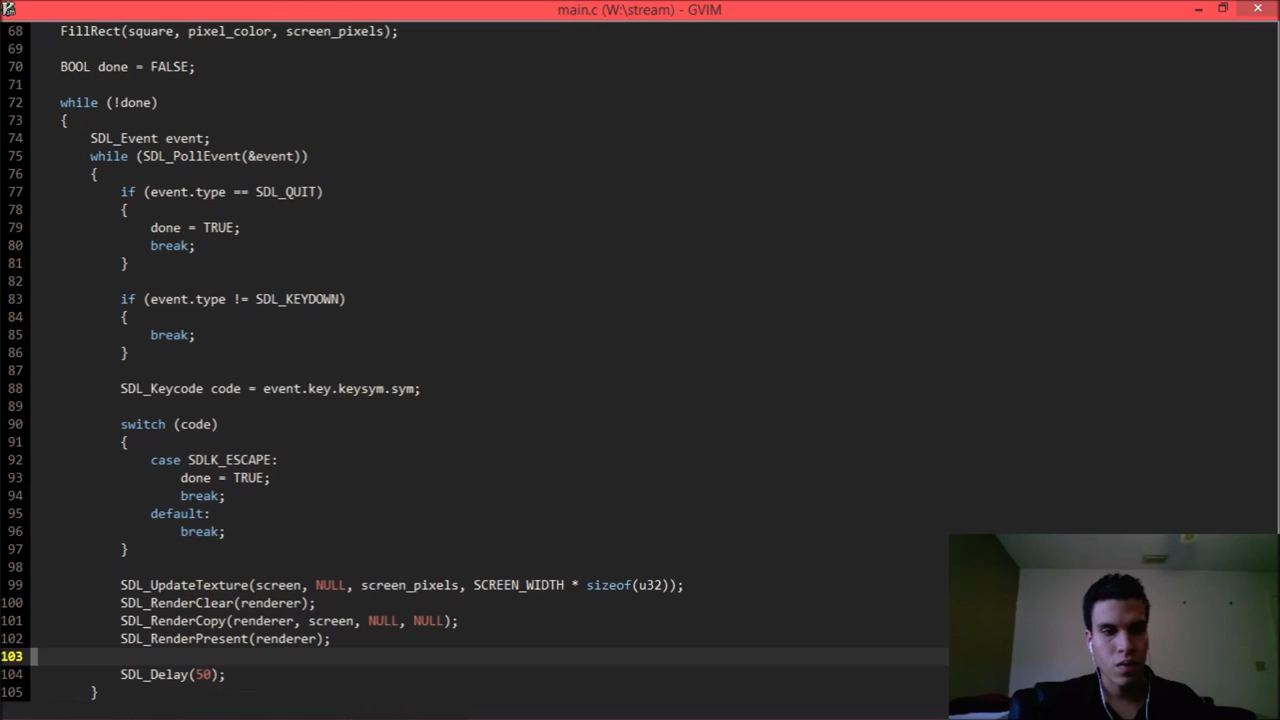 main.c (W:\stream) - GVIM
68 FillRect(square, pixel_color, screen_pixels);
69
70 BOOL done = FALSE;
71
72 while (!done)
73 {
74 SDL_Event event;
75 while (SDL_PollEvent(&event))
76 {
77 if (event.type == SDL_QUIT)
78 {
79 done = TRUE;
80 break;
81 }
82
83 if (event.type != SDL_KEYDOWN)
84 {
85 break;
86 }
87
88 SDL_Keycode code = event.key.keysym.sym;
89
90 switch (code)
91 {
92 case SDLK_ESCAPE:
93 done = TRUE;
94 break;
95 default:
96 break;
97 }
98
99 SDL_UpdateTexture(screen, NULL, screen_pixels, SCREEN_WIDTH * sizeof(u32));
100 SDL_RenderClear(renderer);
101 SDL_RenderCopy(renderer, screen, NULL, NULL);
102 SDL_RenderPresent(renderer);
103
104 SDL_Delay(50);
105 }